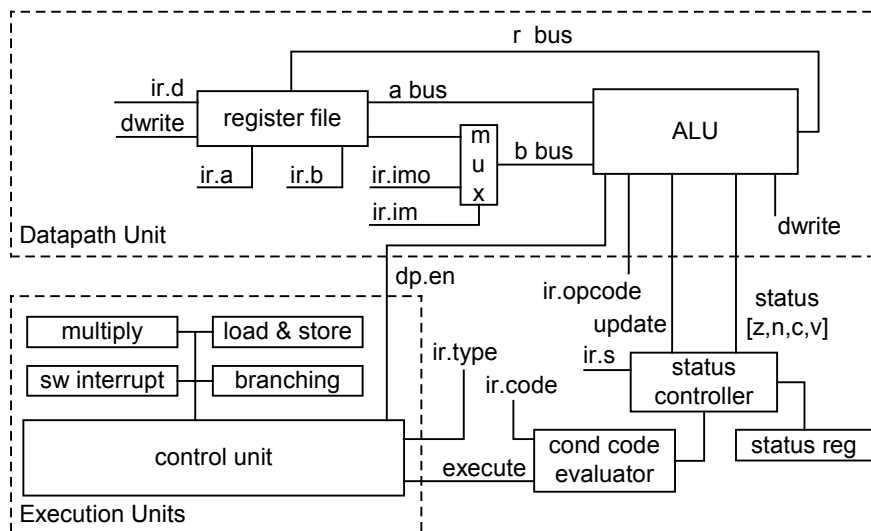 r bus
ir.d
a bus
register file
ALU
dwrite
m
u
x
b bus
ir.a
ir.b
ir.imo
ir.im
Datapath Unit
dwrite
dp.en
ir.opcode
status
[z,n,c,v]
update
multiply
load & store
ir.type
ir.s
status
controller
sw interrupt
branching
ir.code
control unit
execute
cond code
evaluator
status reg
Execution Units